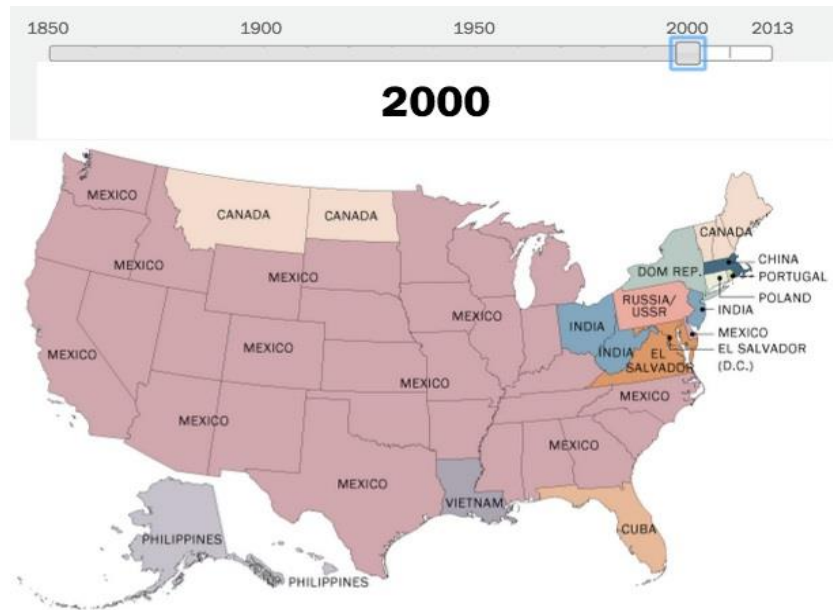 1850 1900 1950 2000 2013
2000
MEXICO
CANADA
CANADA
CANADA
CHINA
PORTUGAL
POLAND
INDIA
MEXICO
EL SALVADOR
(D.C.)
DOM REP.
RUSSIA/
USSR
MEXICO
MEXICO
MEXICO
INDIA
INDIA
EL
SALVADOR
MEXICO
MEXICO
MEXICO
MEXICO
MEXICO
MEXICO
MEXICO
VIETNAM
CUBA
PHILIPPINES
PHILIPPINES